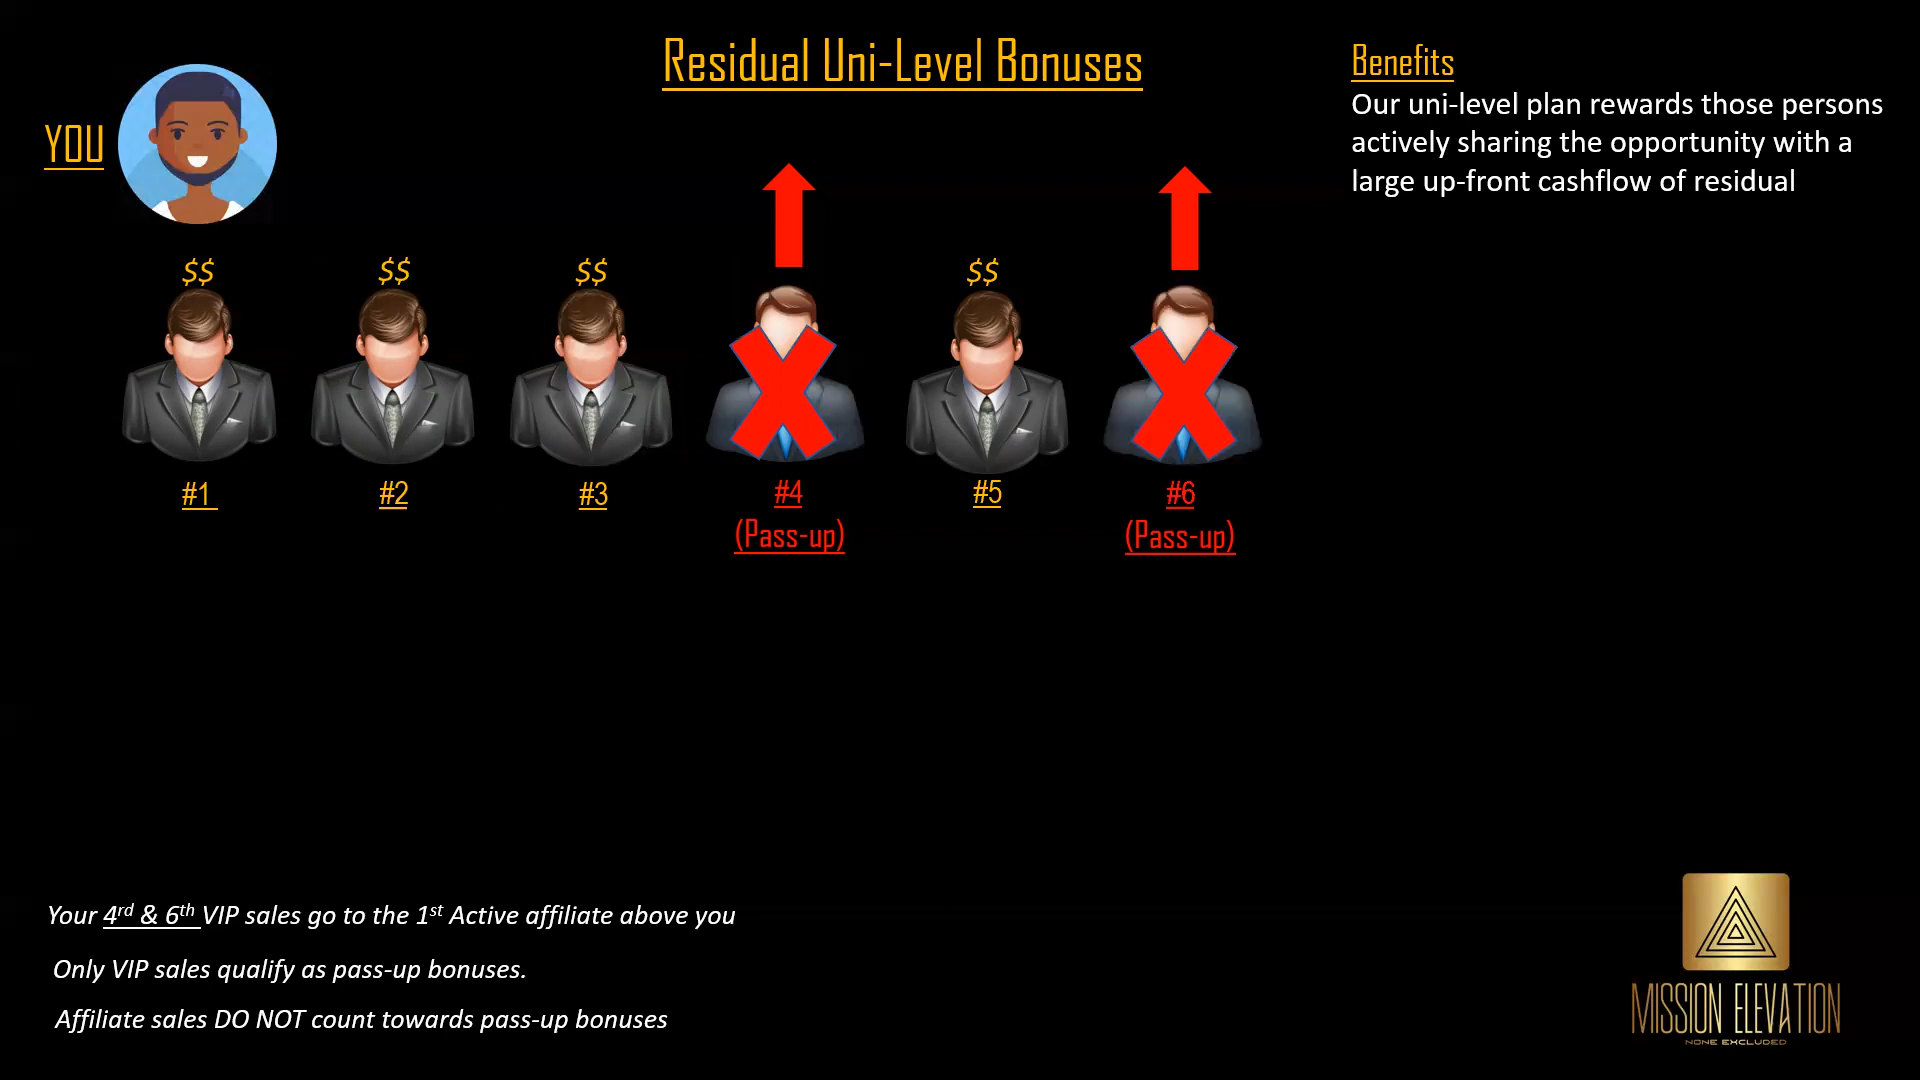 Residual Uni-Level Bonuses
Benefits
Our uni-level plan rewards those persons
actively sharing the opportunity with a
large up-front cashflow of residual
YOU
$$ $$ $$ $$
#1 #2 #3 #4 #5 #6
(Pass-up) (Pass-up)
Your 4rd & 6th VIP sales go to the 1st Active affiliate above you
Only VIP sales qualify as pass-up bonuses.
Affiliate sales DO NOT count towards pass-up bonuses
MISSION ELEVATION
NONE EXCLUDED